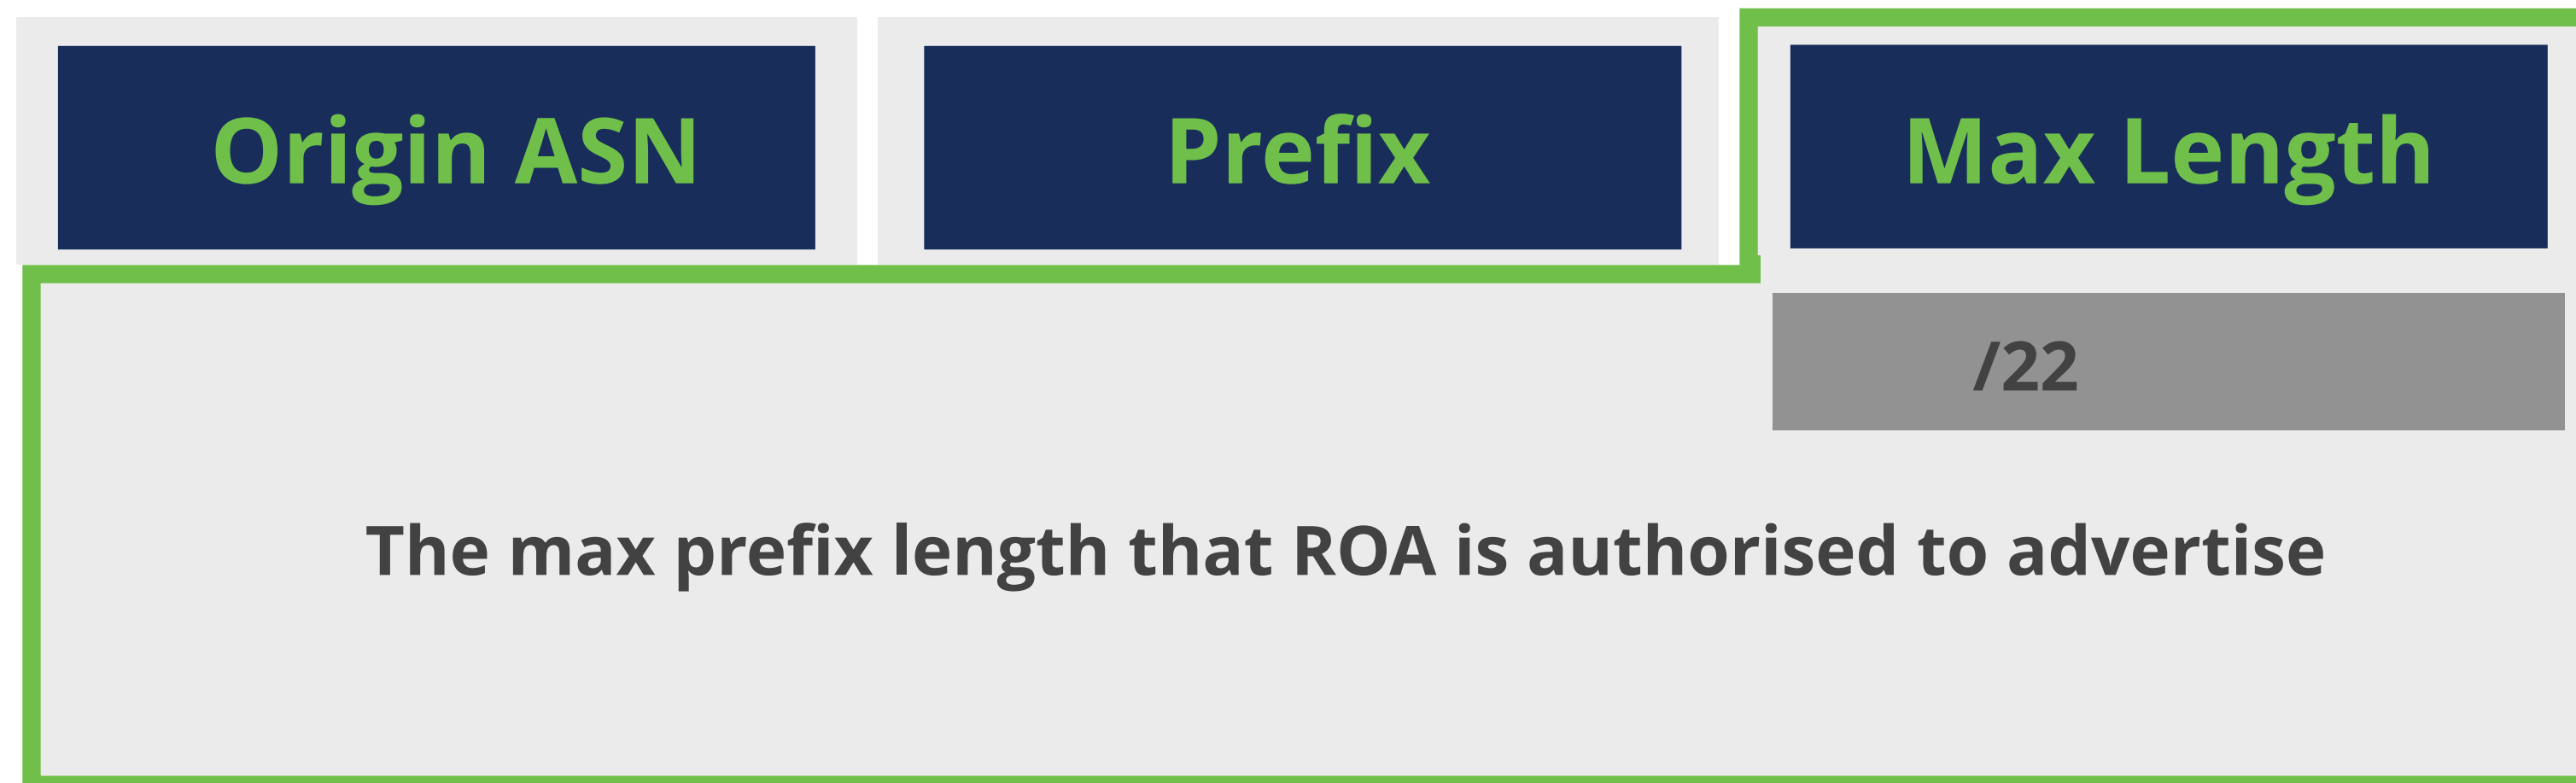 Origin ASN
Prefix
Max Length
/22
The max prefix length that ROA is authorised to advertise